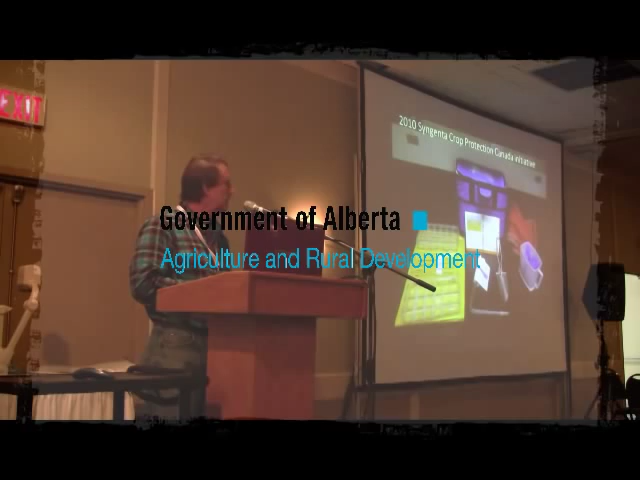 EXIT
2010 Syngenta Crop Protection Canada initiative
Government of Alberta
Agriculture and Rural Development